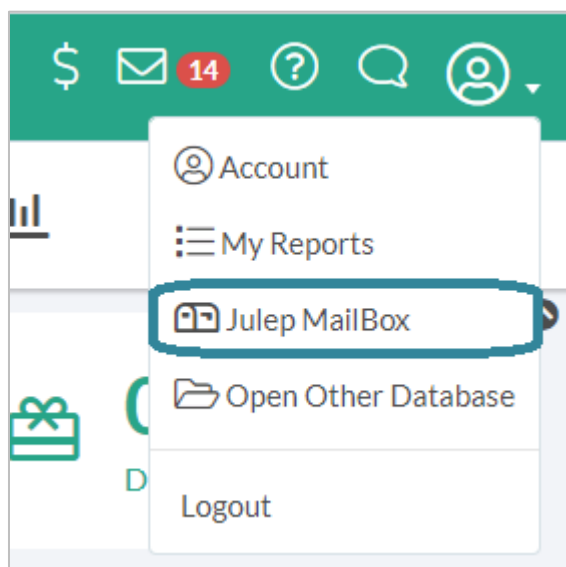 $ 14
Account
My Reports
Julep MailBox
Open Other Database
Logout